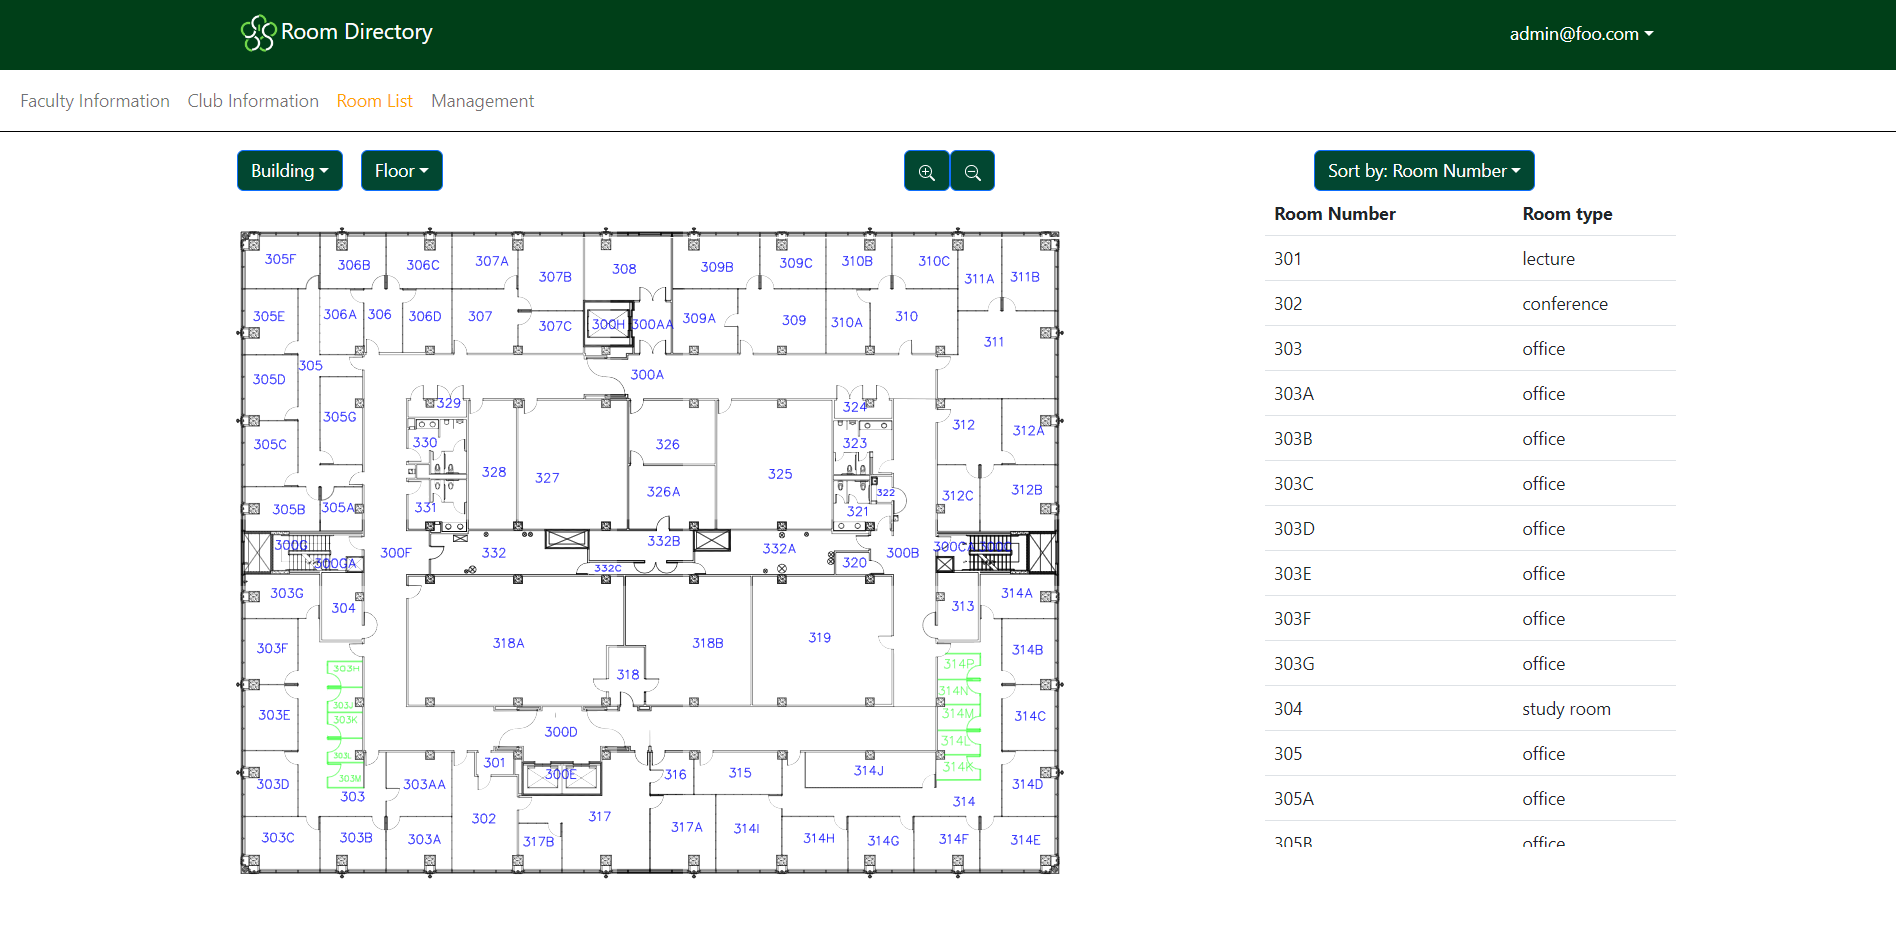 Room Directory
admin@foo.com
Faculty Information Club Information Room List Management
Building Floor Sort by: Room Number
Room Number Room type
301 lecture
302 conference
303 office
303A office
303B office
303C office
303D office
303E office
303F office
303G office
304 study room
305 office
305A office
305B office
305F 306B 306C 307A 307B 308 309B 309C 310B 310C 311A 311B
305E 306A 306 306D 307 307C 300H 300AA 309A 309 310A 310 311
305 305D 300A
305G 329 324
305C 330 328 327 326 325 323 312 312A
326A 322
305B 305A 331 321 312C 312B
300G 300F 332 332B 332A 300B 300CA 300C
300GA 332C 320
303G 304 313 314A
303F 318A 318B 319 314B
303H 318 314P
303J 314N
303E 303K 314M 314C
300D
303L 301 314L
303M 300E 316 315 314J 314K
303D 303AA 314D
303 302 317 314
303C 303B 303A 317B 317A 314I 314H 314G 314F 314E